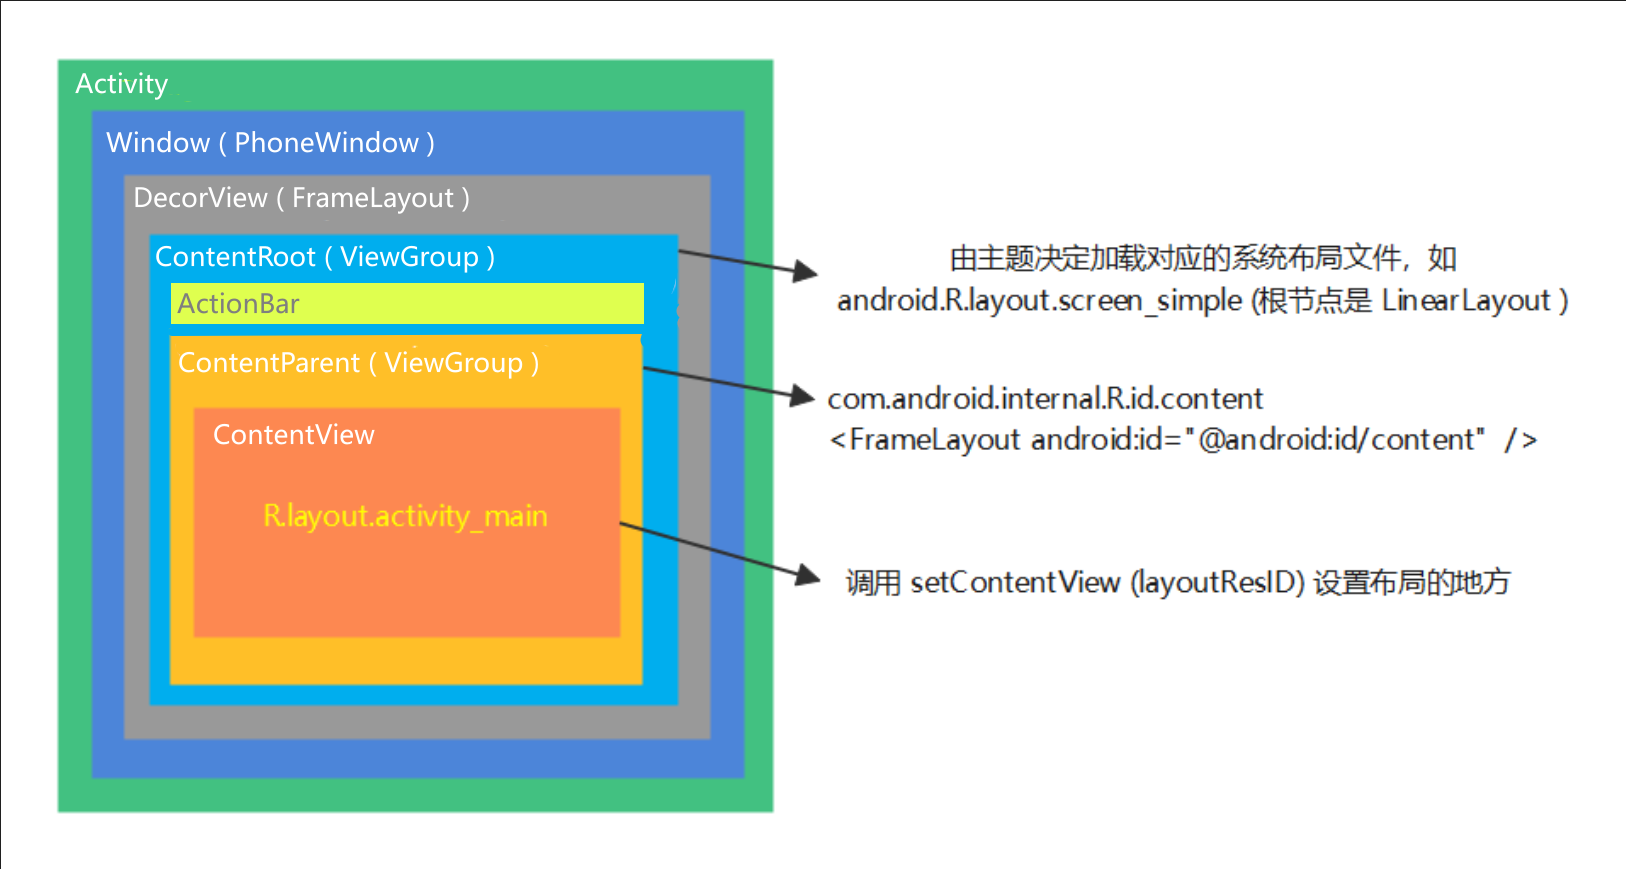 Activity
Window ( PhoneWindow )
DecorView ( FrameLayout )
ContentRoot ( ViewGroup )
ActionBar
ContentParent ( ViewGroup )
ContentView
R.layout.activity_main
由主题决定加载对应的系统布局文件，如
android.R.layout.screen_simple (根节点是 LinearLayout )
com.android.internal.R.id.content
<FrameLayout android:id="@android:id/content" />
调用 setContentView (layoutResID) 设置布局的地方